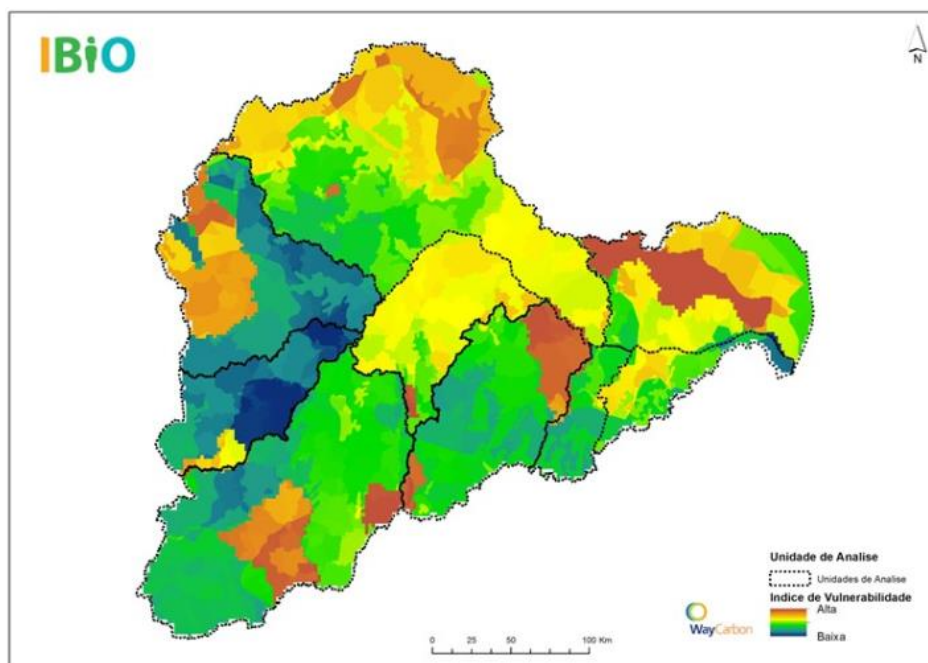 IBiO
N
Unidade de Analise
Unidades de Analise
Indice de Vulnerabilidade
Alta
Baixa
WayCarbon
0 25 50 100 Km